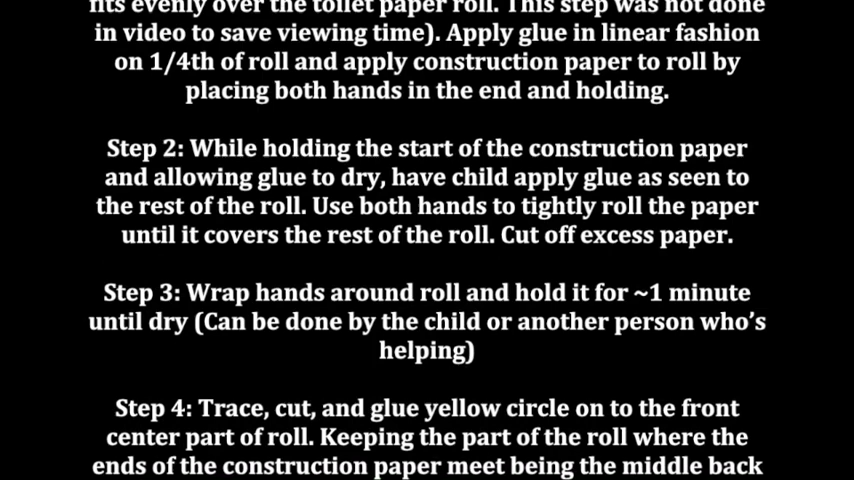 fits evenly over the toilet paper roll. This step was not done
in video to save viewing time). Apply glue in linear fashion
on 1/4th of roll and apply construction paper to roll by
placing both hands in the end and holding.
Step 2: While holding the start of the construction paper
and allowing glue to dry, have child apply glue as seen to
the rest of the roll. Use both hands to tightly roll the paper
until it covers the rest of the roll. Cut off excess paper.
Step 3: Wrap hands around roll and hold it for ~1 minute
until dry (Can be done by the child or another person who’s
helping)
Step 4: Trace, cut, and glue yellow circle on to the front
center part of roll. Keeping the part of the roll where the
ends of the construction paper meet being the middle back